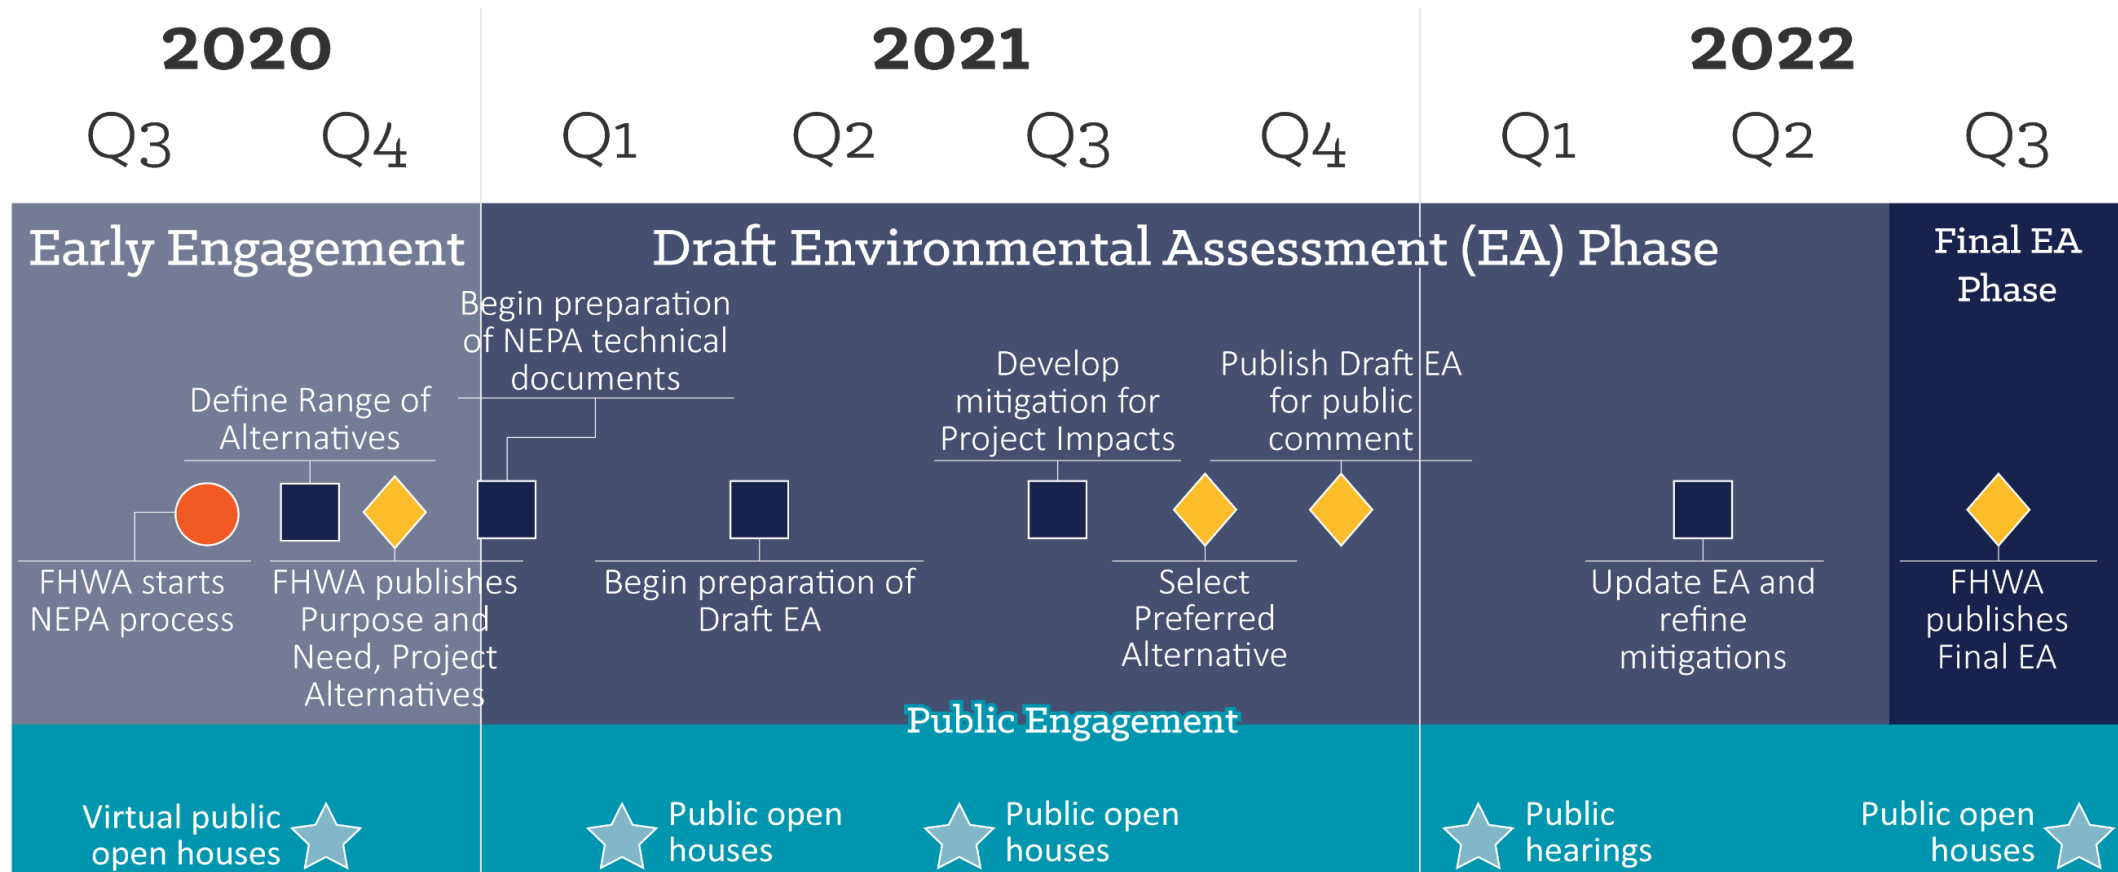 2020
2021
2022
Q3
Q4
Q1
Q2
Q3
Q4
Q1
Q2
Q3
Early Engagement
Draft Environmental Assessment (EA) Phase
Final EA
Phase
Begin preparation
of NEPA technical
documents
Define Range of
Alternatives
Develop
mitigation for
Project Impacts
Publish Draft EA
for public
comment
FHWA starts
NEPA process
FHWA publishes
Purpose and
Need, Project
Alternatives
Begin preparation of
Draft EA
Select
Preferred
Alternative
Update EA and
refine
mitigations
FHWA
publishes
Final EA
Public Engagement
Virtual public
open houses
Public open
houses
Public open
houses
Public
hearings
Public open
houses